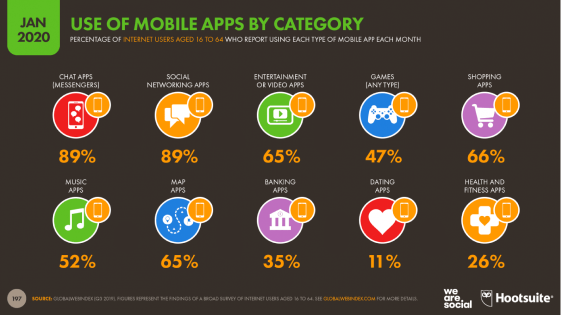 JAN
2020
USE OF MOBILE APPS BY CATEGORY
PERCENTAGE OF INTERNET USERS AGED 16 TO 64 WHO REPORT USING EACH TYPE OF MOBILE APP EACH MONTH
CHAT APPS
(MESSENGERS)
SOCIAL
NETWORKING APPS
ENTERTAINMENT
OR VIDEO APPS
GAMES
(ANY TYPE)
SHOPPING
APPS
89%
89%
65%
47%
66%
MUSIC
APPS
MAP
APPS
BANKING
APPS
DATING
APPS
HEALTH AND
FITNESS APPS
52%
65%
35%
11%
26%
197
SOURCE: GLOBALWEBINDEX (Q3 2019). FIGURES REPRESENT THE FINDINGS OF A BROAD SURVEY OF INTERNET USERS AGED 16 TO 64. SEE GLOBALWEBINDEX.COM FOR MORE DETAILS.
we
are.
social
Hootsuite®